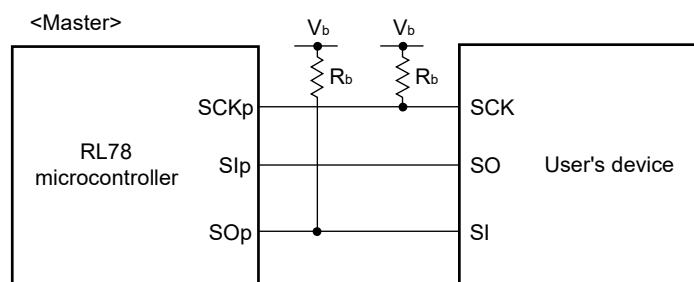 <Master>
Vb Vb
Rb Rb
SCKp SCK
RL78
microcontroller
SIp SO
User's device
SOp SI